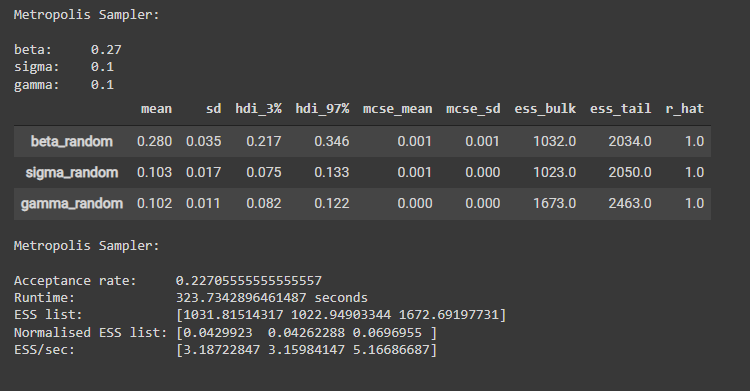 Metropolis Sampler:
beta: 0.27
sigma: 0.1
gamma: 0.1
mean sd hdi_3% hdi_97% mcse_mean mcse_sd ess_bulk ess_tail r_hat
beta_random 0.280 0.035 0.217 0.346 0.001 0.001 1032.0 2034.0 1.0
sigma_random 0.103 0.017 0.075 0.133 0.001 0.000 1023.0 2050.0 1.0
gamma_random 0.102 0.011 0.082 0.122 0.000 0.000 1673.0 2463.0 1.0
Metropolis Sampler:
Acceptance rate: 0.22705555555555557
Runtime: 323.7342896461487 seconds
ESS list: [1031.81514317 1022.94903344 1672.69197731]
Normalised ESS list: [0.0429923 0.04262288 0.0696955 ]
ESS/sec: [3.18722847 3.15984147 5.16686687]